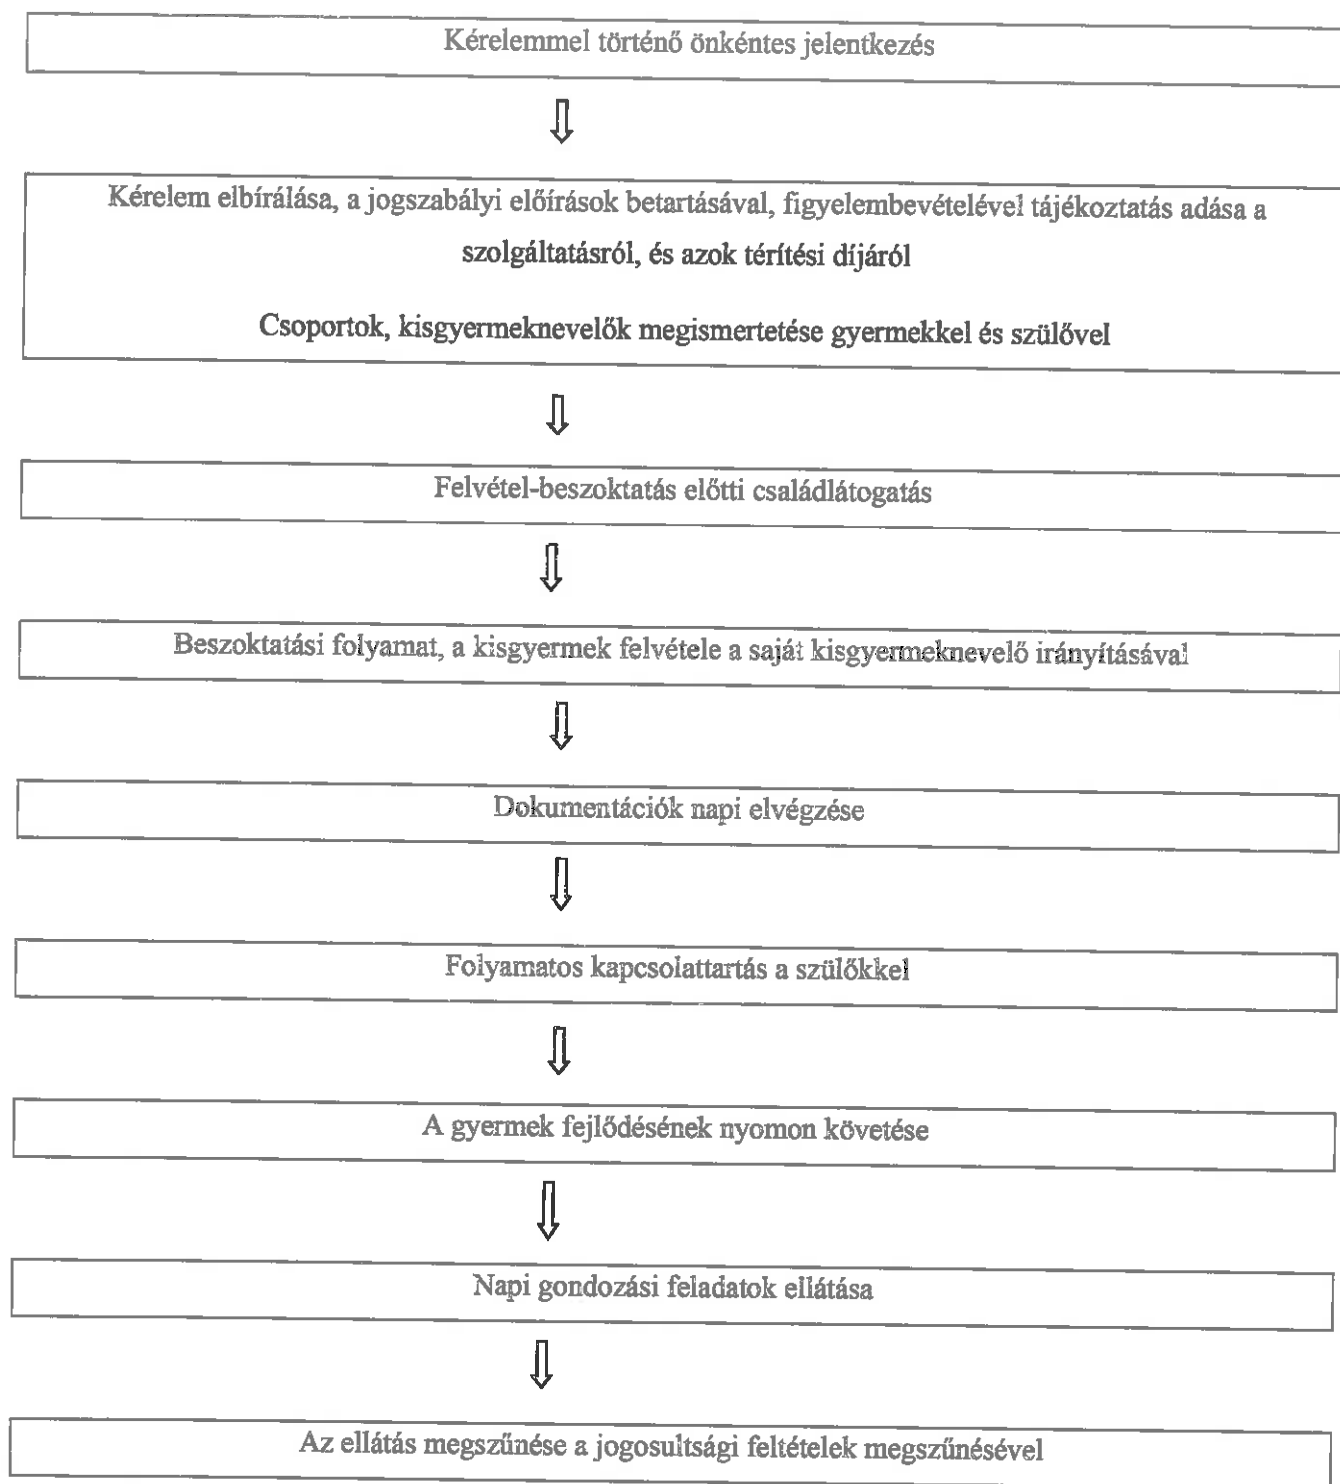 Kérelemmel történő önkéntes jelentkezés
Kérelem elbírálása, a jogszabályi előírások betartásával, figyelembevételével tájékoztatás adása a
szolgáltatásról, és azok térítési díjáról
Csoportok, kisgyermeknevelők megismertetése gyermekkel és szülővel
Felvétel-beszoktatás előtti családlátogatás
Beszoktatási folyamat, a kisgyermek felvétele a saját kisgyermeknevelő irányításával
Dokumentációk napi elvégzése
Folyamatos kapcsolattartás a szülőkkel
A gyermek fejlődésének nyomon követése
Napi gondozási feladatok ellátása
Az ellátás megszűnése a jogosultsági feltételek megszűnésével